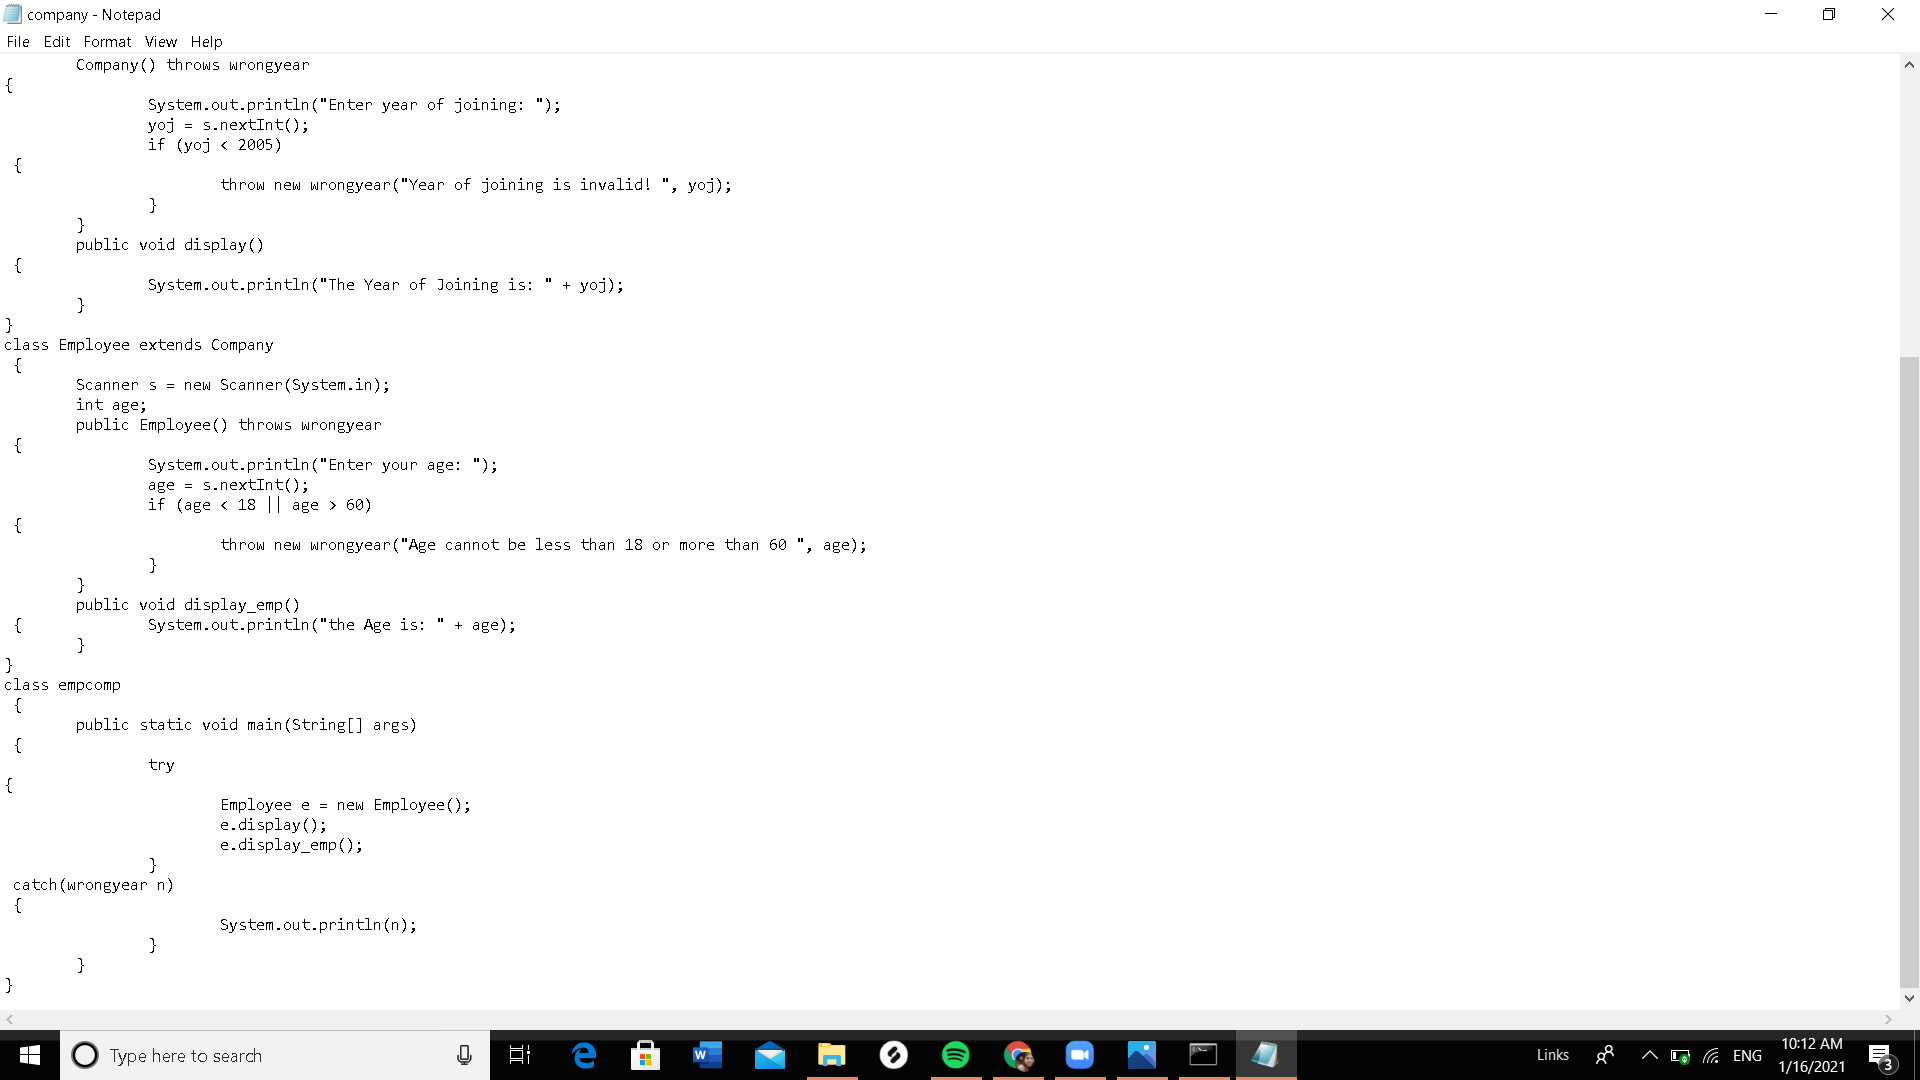 company - Notepad
File Edit Format View Help
Company() throws wrongyear
{
System.out.println("Enter year of joining: ");
yoj = s.nextInt();
if (yoj < 2005)
{
throw new wrongyear("Year of joining is invalid! ", yoj);
}
}
public void display()
{
System.out.println("The Year of Joining is: " + yoj);
}
}
class Employee extends Company
{
Scanner s = new Scanner(System.in);
int age;
public Employee() throws wrongyear
{
System.out.println("Enter your age: ");
age = s.nextInt();
if (age < 18 || age > 60)
{
throw new wrongyear("Age cannot be less than 18 or more than 60 ", age);
}
}
public void display_emp()
{ System.out.println("the Age is: " + age);
}
}
class empcomp
{
public static void main(String[] args)
{
try
{
Employee e = new Employee();
e.display();
e.display_emp();
}
catch(wrongyear n)
{
System.out.println(n);
}
}
}
Type here to search
Links
ENG
10:12 AM
1/16/2021
3